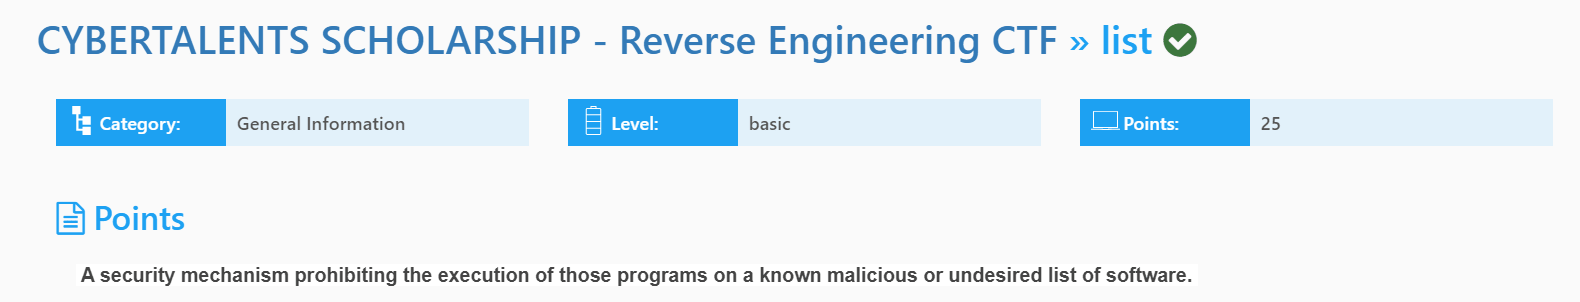 CYBERTALENTS SCHOLARSHIP - Reverse Engineering CTF » list
Category: General Information Level: basic Points: 25
Points
A security mechanism prohibiting the execution of those programs on a known malicious or undesired list of software.